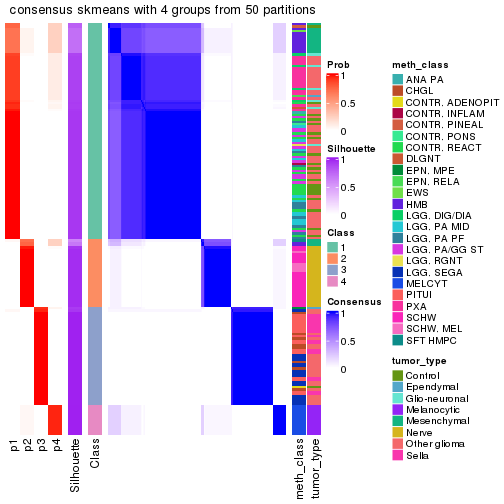 consensus skmeans with 4 groups from 50 partitions
Prob
1
0.5
0
Silhouette
1
0.5
0
Class
1
2
3
4
Consensus
1
0.5
0
meth_class
ANA PA
CHGL
CONTR. ADENOPIT
CONTR. INFLAM
CONTR. PINEAL
CONTR. PONS
CONTR. REACT
DLGNT
EPN. MPE
EPN. RELA
EWS
HMB
LGG. DIG/DIA
LGG. PA MID
LGG. PA PF
LGG. PA/GG ST
LGG. RGNT
LGG. SEGA
MELCYT
PITUI
PXA
SCHW
SCHW. MEL
SFT HMPC
tumor_type
Control
Ependymal
Glio-neuronal
Melanocytic
Mesenchymal
Nerve
Other glioma
Sella
p1
p2
p3
p4
Silhouette
Class
meth_class
tumor_type